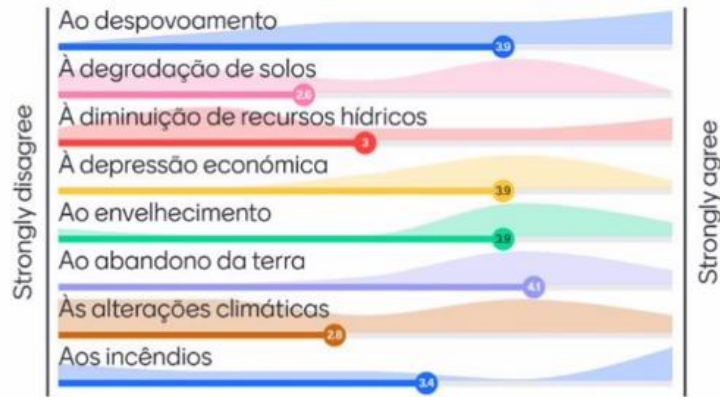 Strongly disagree
Ao despovoamento
3.9
À degradação de solos
2.6
À diminuição de recursos hídricos
3
À depressão económica
3.9
Ao envelhecimento
3.9
Ao abandono da terra
4.1
Às alterações climáticas
2.8
Aos incêndios
3.4
Strongly agree